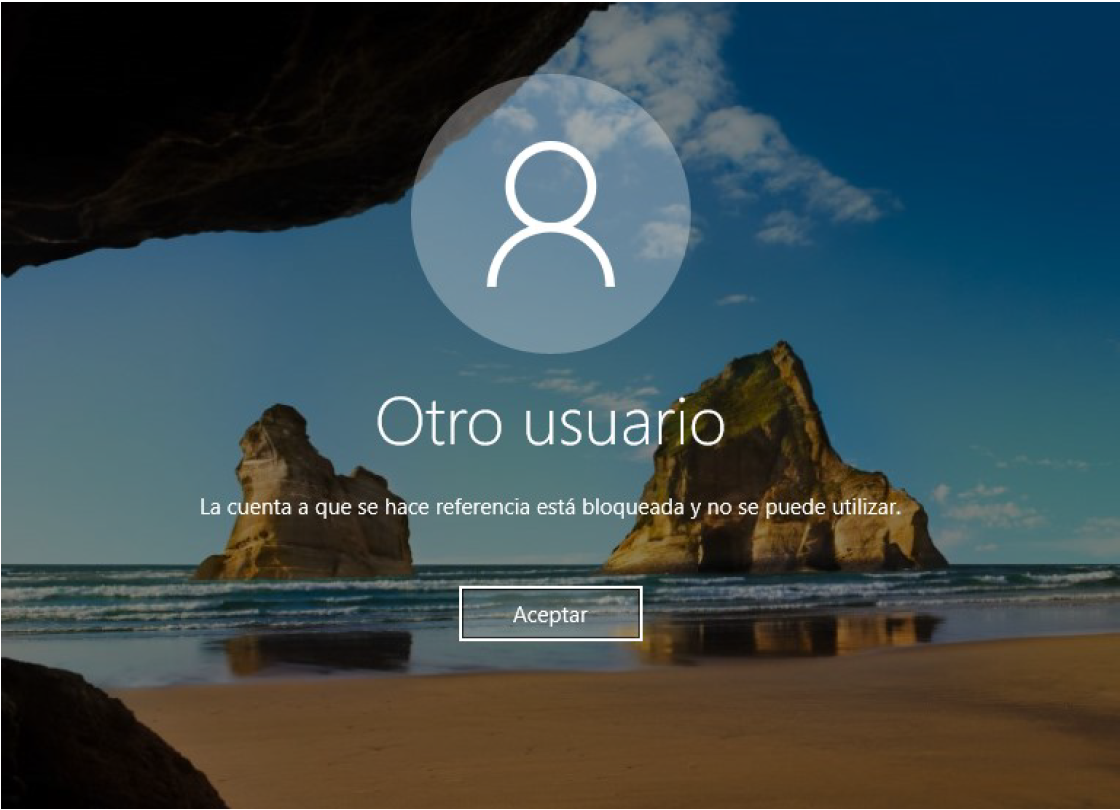 Otro usuario
La cuenta a que se hace referencia está bloqueada y no se puede utilizar.
Aceptar